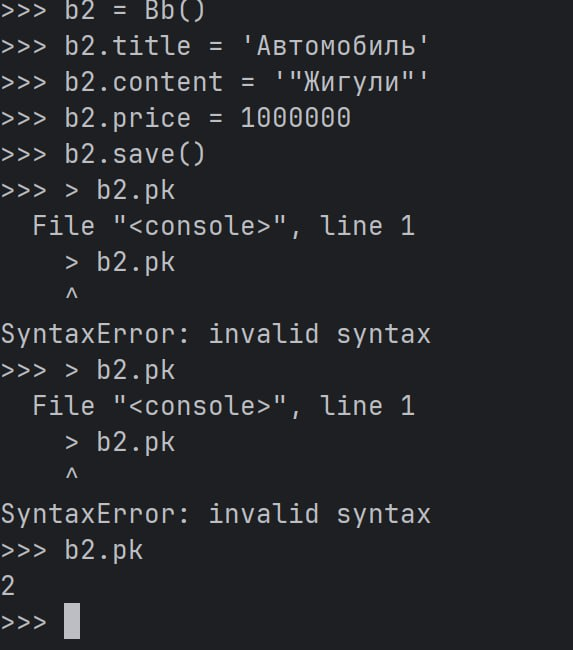 >>> b2 = Bb()
>>> b2.title = 'Автомобиль'
>>> b2.content = '"Жигули"'
>>> b2.price = 1000000
>>> b2.save()
>>> > b2.pk
  File "<console>", line 1
    > b2.pk
    ^
SyntaxError: invalid syntax
>>> > b2.pk
  File "<console>", line 1
    > b2.pk
    ^
SyntaxError: invalid syntax
>>> b2.pk
2
>>>